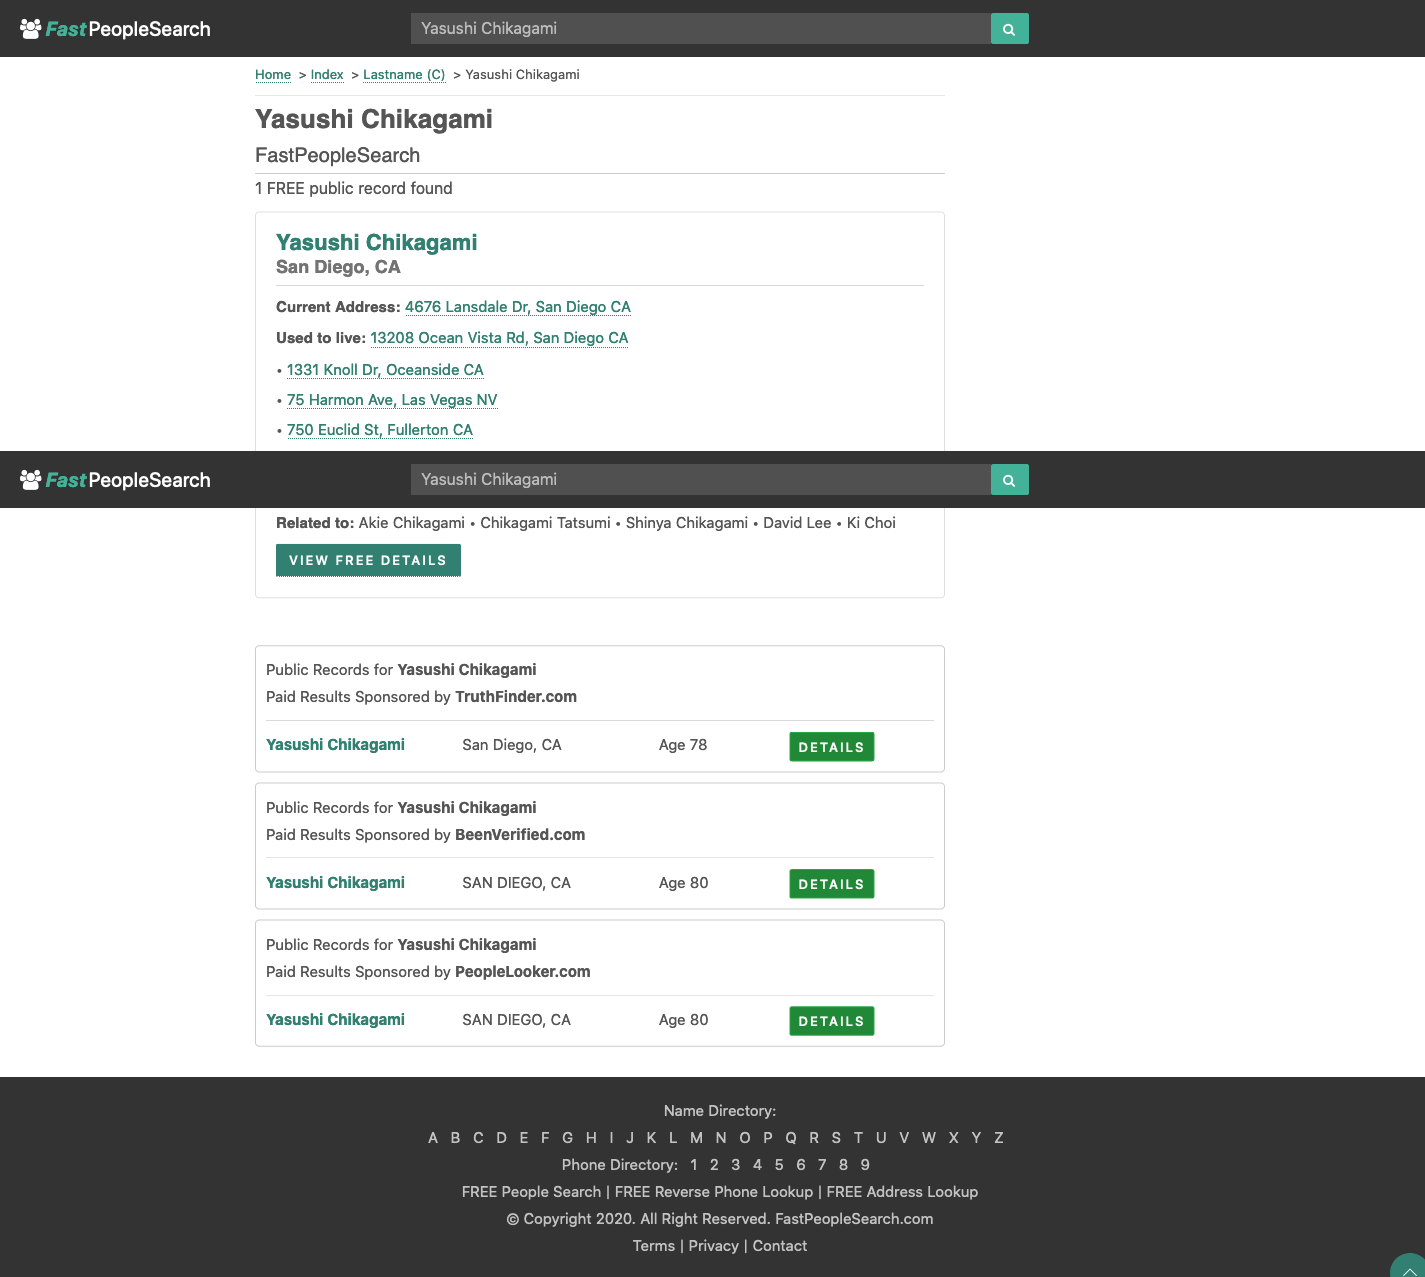 FastPeopleSearch
Yasushi Chikagami
Home > Index > Lastname (C) > Yasushi Chikagami
Yasushi Chikagami
FastPeopleSearch
1 FREE public record found
Yasushi Chikagami
San Diego, CA
Current Address: 4676 Lansdale Dr, San Diego CA
Used to live: 13208 Ocean Vista Rd, San Diego CA
• 1331 Knoll Dr, Oceanside CA
• 75 Harmon Ave, Las Vegas NV
• 750 Euclid St, Fullerton CA
FastPeopleSearch
Yasushi Chikagami
Related to: Akie Chikagami • Chikagami Tatsumi • Shinya Chikagami • David Lee • Ki Choi
VIEW FREE DETAILS
Public Records for Yasushi Chikagami
Paid Results Sponsored by TruthFinder.com
Yasushi Chikagami San Diego, CA Age 78 DETAILS
Public Records for Yasushi Chikagami
Paid Results Sponsored by BeenVerified.com
Yasushi Chikagami SAN DIEGO, CA Age 80 DETAILS
Public Records for Yasushi Chikagami
Paid Results Sponsored by PeopleLooker.com
Yasushi Chikagami SAN DIEGO, CA Age 80 DETAILS
Name Directory:
A B C D E F G H I J K L M N O P Q R S T U V W X Y Z
Phone Directory: 1 2 3 4 5 6 7 8 9
FREE People Search | FREE Reverse Phone Lookup | FREE Address Lookup
© Copyright 2020. All Right Reserved. FastPeopleSearch.com
Terms | Privacy | Contact